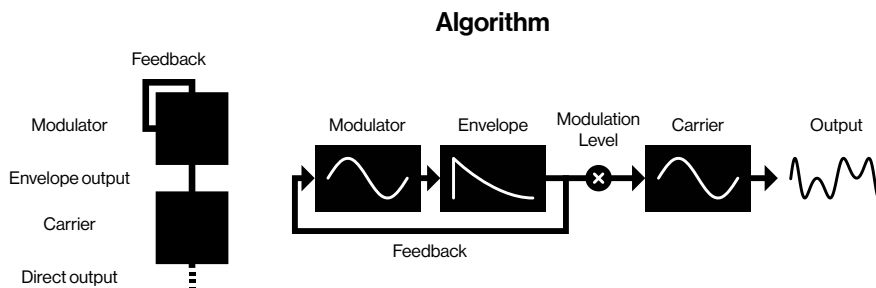 Algorithm
Feedback
Modulator
Envelope output
Carrier
Direct output
Modulator
Envelope
Modulation
Level
Carrier
Output
Feedback